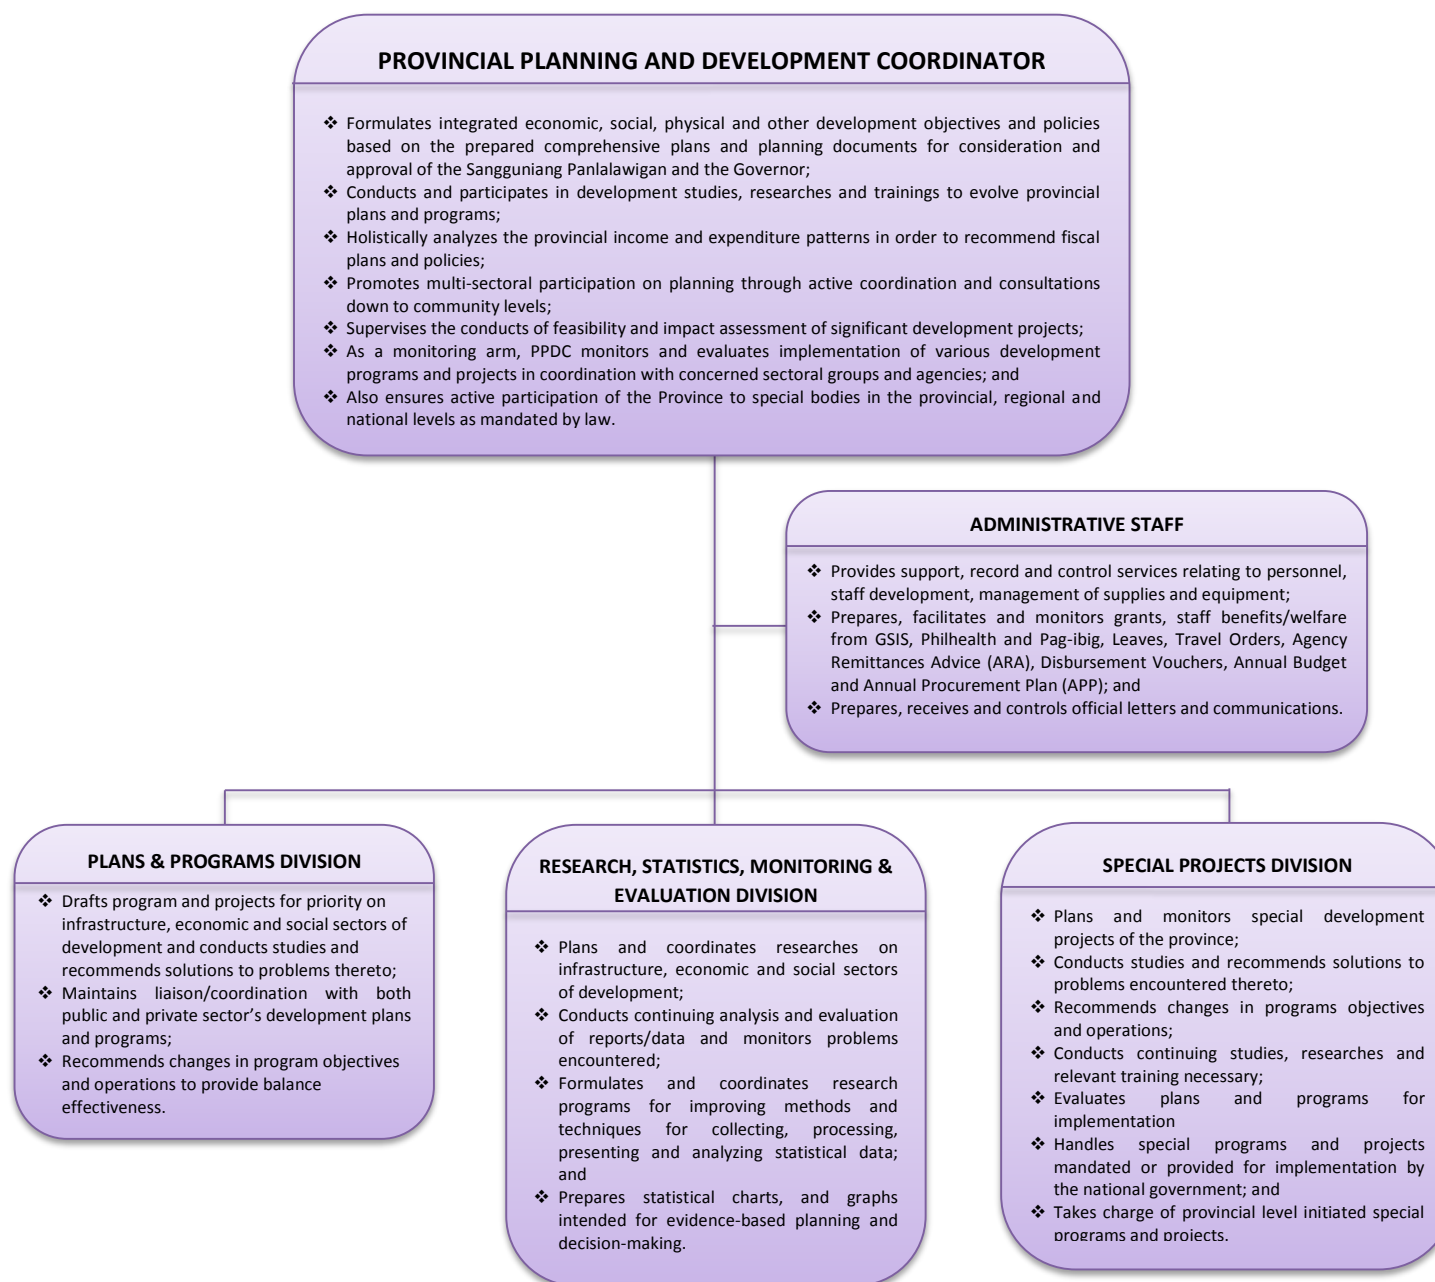 PROVINCIAL PLANNING AND DEVELOPMENT COORDINATOR
❖ Formulates integrated economic, social, physical and other development objectives and policies
based on the prepared comprehensive plans and planning documents for consideration and
approval of the Sangguniang Panlalawigan and the Governor;
❖ Conducts and participates in development studies, researches and trainings to evolve provincial
plans and programs;
❖ Holistically analyzes the provincial income and expenditure patterns in order to recommend fiscal
plans and policies;
❖ Promotes multi-sectoral participation on planning through active coordination and consultations
down to community levels;
❖ Supervises the conducts of feasibility and impact assessment of significant development projects;
❖ As a monitoring arm, PPDC monitors and evaluates implementation of various development
programs and projects in coordination with concerned sectoral groups and agencies; and
❖ Also ensures active participation of the Province to special bodies in the provincial, regional and
national levels as mandated by law.
ADMINISTRATIVE STAFF
❖ Provides support, record and control services relating to personnel,
staff development, management of supplies and equipment;
❖ Prepares, facilitates and monitors grants, staff benefits/welfare
from GSIS, Philhealth and Pag-ibig, Leaves, Travel Orders, Agency
Remittances Advice (ARA), Disbursement Vouchers, Annual Budget
and Annual Procurement Plan (APP); and
❖ Prepares, receives and controls official letters and communications.
PLANS & PROGRAMS DIVISION
❖ Drafts program and projects for priority on
infrastructure, economic and social sectors of
development and conducts studies and
recommends solutions to problems thereto;
❖ Maintains liaison/coordination with both
public and private sector’s development plans
and programs;
❖ Recommends changes in program objectives
and operations to provide balance
effectiveness.
RESEARCH, STATISTICS, MONITORING &
EVALUATION DIVISION
❖ Plans and coordinates researches on
infrastructure, economic and social sectors
of development;
❖ Conducts continuing analysis and evaluation
of reports/data and monitors problems
encountered;
❖ Formulates and coordinates research
programs for improving methods and
techniques for collecting, processing,
presenting and analyzing statistical data;
and
❖ Prepares statistical charts, and graphs
intended for evidence-based planning and
decision-making.
SPECIAL PROJECTS DIVISION
❖ Plans and monitors special development
projects of the province;
❖ Conducts studies and recommends solutions to
problems encountered thereto;
❖ Recommends changes in programs objectives
and operations;
❖ Conducts continuing studies, researches and
relevant training necessary;
❖ Evaluates plans and programs for
implementation
❖ Handles special programs and projects
mandated or provided for implementation by
the national government; and
❖ Takes charge of provincial level initiated special
programs and projects.